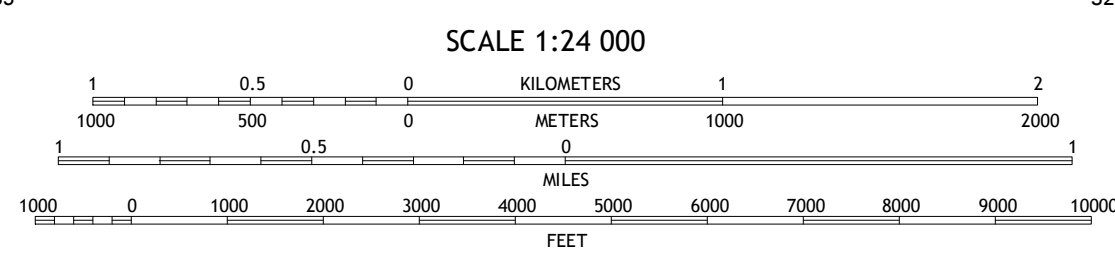 SCALE 1:24 000
1 0.5 0 KILOMETERS 1 2
1000 500 0 METERS 1000 2000
1 0.5 0 1
MILES
1000 0 1000 2000 3000 4000 5000 6000 7000 8000 9000 10000
FEET